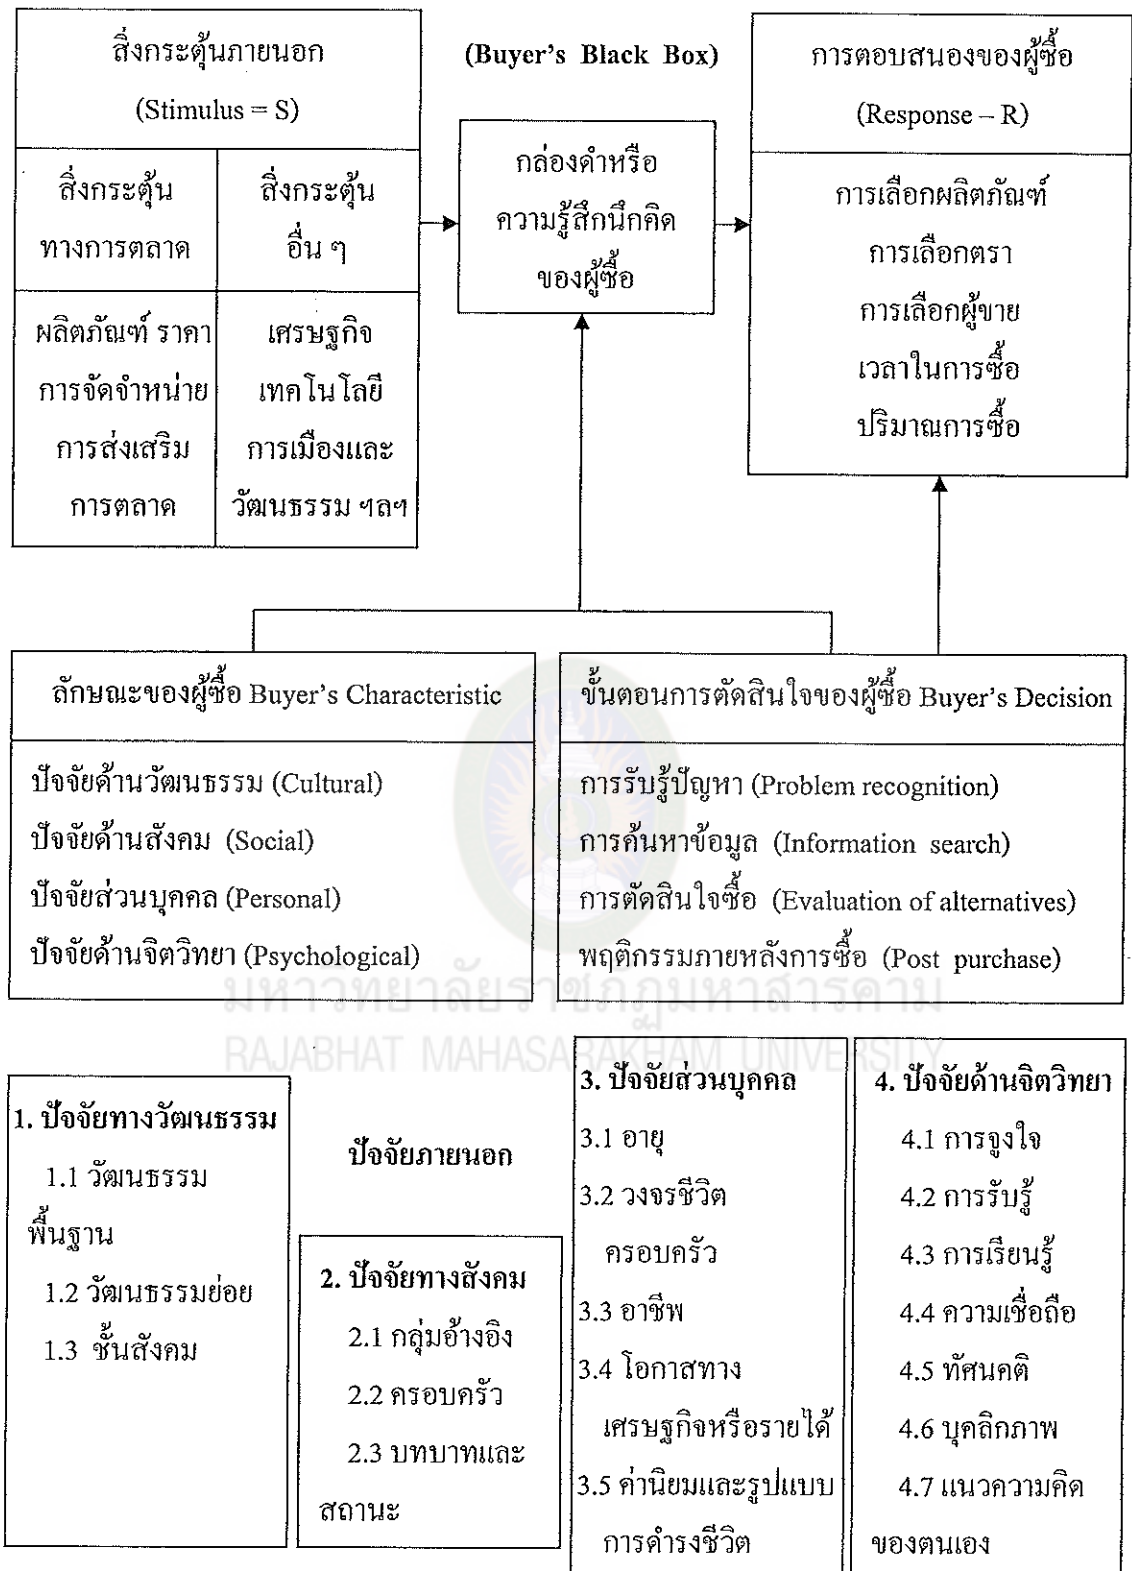 สิ่งกระตุ้นภายนอก
(Stimulus = S)
สิ่งกระตุ้น
ทางการตลาด
สิ่งกระตุ้น
อื่น ๆ
ผลิตภัณฑ์ ราคา
การจัดจำหน่าย
การส่งเสริม
การตลาด
เศรษฐกิจ
เทคโนโลยี
การเมืองและ
วัฒนธรรม ฯลฯ
(Buyer's Black Box)
กล่องดำหรือ
ความรู้สึกนึกคิด
ของผู้ซื้อ
การตอบสนองของผู้ซื้อ
(Response – R)
การเลือกผลิตภัณฑ์
การเลือกตรา
การเลือกผู้ขาย
เวลาในการซื้อ
ปริมาณการซื้อ
ลักษณะของผู้ซื้อ Buyer's Characteristic
ปัจจัยด้านวัฒนธรรม (Cultural)
ปัจจัยด้านสังคม (Social)
ปัจจัยส่วนบุคคล (Personal)
ปัจจัยด้านจิตวิทยา (Psychological)
ขั้นตอนการตัดสินใจของผู้ซื้อ Buyer's Decision
การรับรู้ปัญหา (Problem recognition)
การค้นหาข้อมูล (Information search)
การตัดสินใจซื้อ (Evaluation of alternatives)
พฤติกรรมภายหลังการซื้อ (Post purchase)
มหาวิทยาลัยราชภัฏมหาสารคาม
RAJABHAT MAHASARAKHAM UNIVERSITY
1. ปัจจัยทางวัฒนธรรม
1.1 วัฒนธรรม
พื้นฐาน
1.2 วัฒนธรรมย่อย
1.3 ชั้นสังคม
ปัจจัยภายนอก
2. ปัจจัยทางสังคม
2.1 กลุ่มอ้างอิง
2.2 ครอบครัว
2.3 บทบาทและ
สถานะ
3. ปัจจัยส่วนบุคคล
3.1 อายุ
3.2 วงจรชีวิต
ครอบครัว
3.3 อาชีพ
3.4 โอกาสทาง
เศรษฐกิจหรือรายได้
3.5 ค่านิยมและรูปแบบ
การดำรงชีวิต
4. ปัจจัยด้านจิตวิทยา
4.1 การจูงใจ
4.2 การรับรู้
4.3 การเรียนรู้
4.4 ความเชื่อถือ
4.5 ทัศนคติ
4.6 บุคลิกภาพ
4.7 แนวความคิด
ของตนเอง